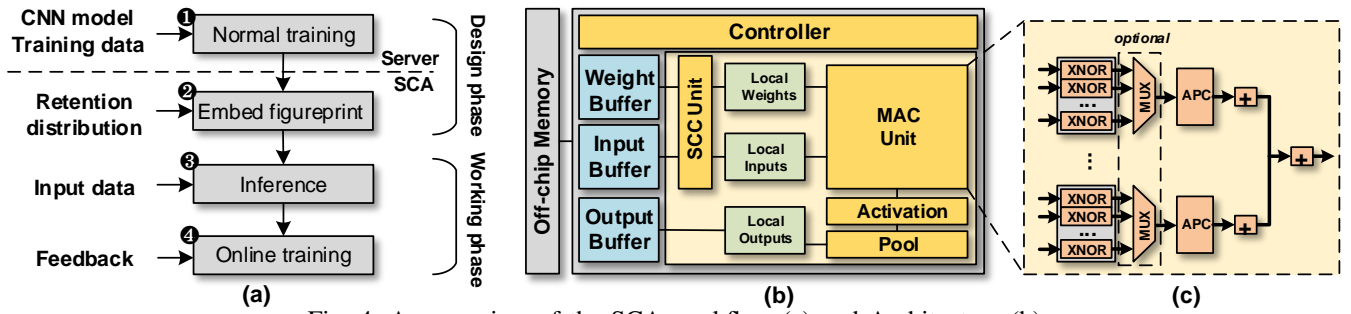 CNN model
Training data
❶
Normal training
Server
SCA
Design phase
Retention
distribution
❷
Embed figureprint
Input data
❸
Inference
Working phase
Feedback
❹
Online training
(a)
Off-chip Memory
Controller
Weight
Buffer
Input
Buffer
Output
Buffer
SCC Unit
Local
Weights
Local
Inputs
Local
Outputs
MAC
Unit
Activation
Pool
(b)
optional
XNOR
XNOR
...
XNOR
MUX
APC
+
...
+
XNOR
XNOR
...
XNOR
MUX
APC
+
(c)